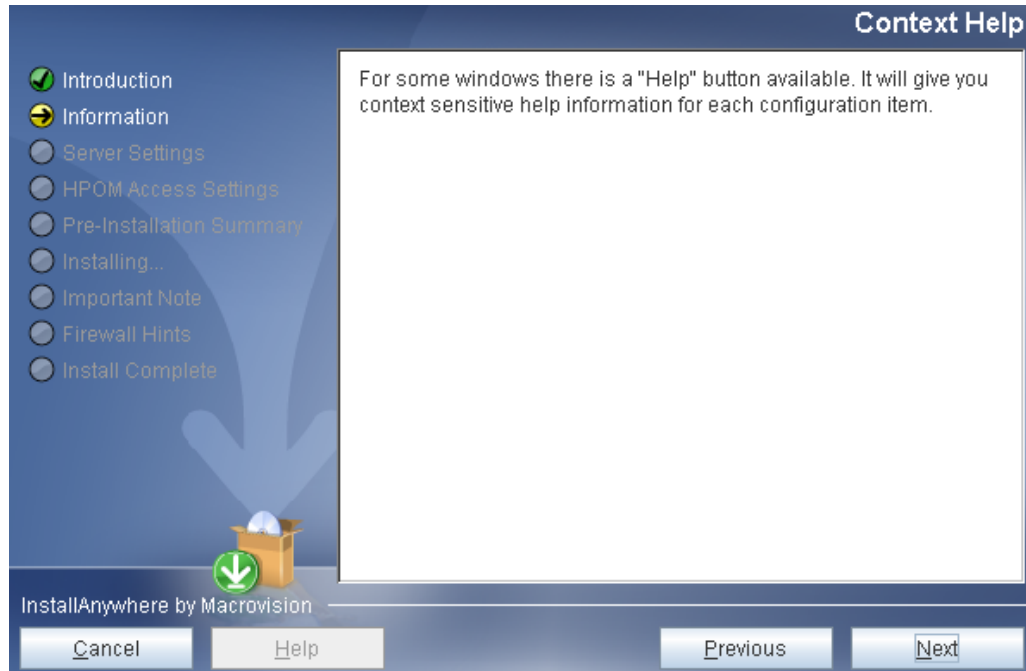 Context Help
Introduction
Information
Server Settings
HPOM Access Settings
Pre-Installation Summary
Installing...
Important Note
Firewall Hints
Install Complete
For some windows there is a "Help" button available. It will give you
context sensitive help information for each configuration item.
InstallAnywhere by Macrovision
Cancel
Help
Previous
Next